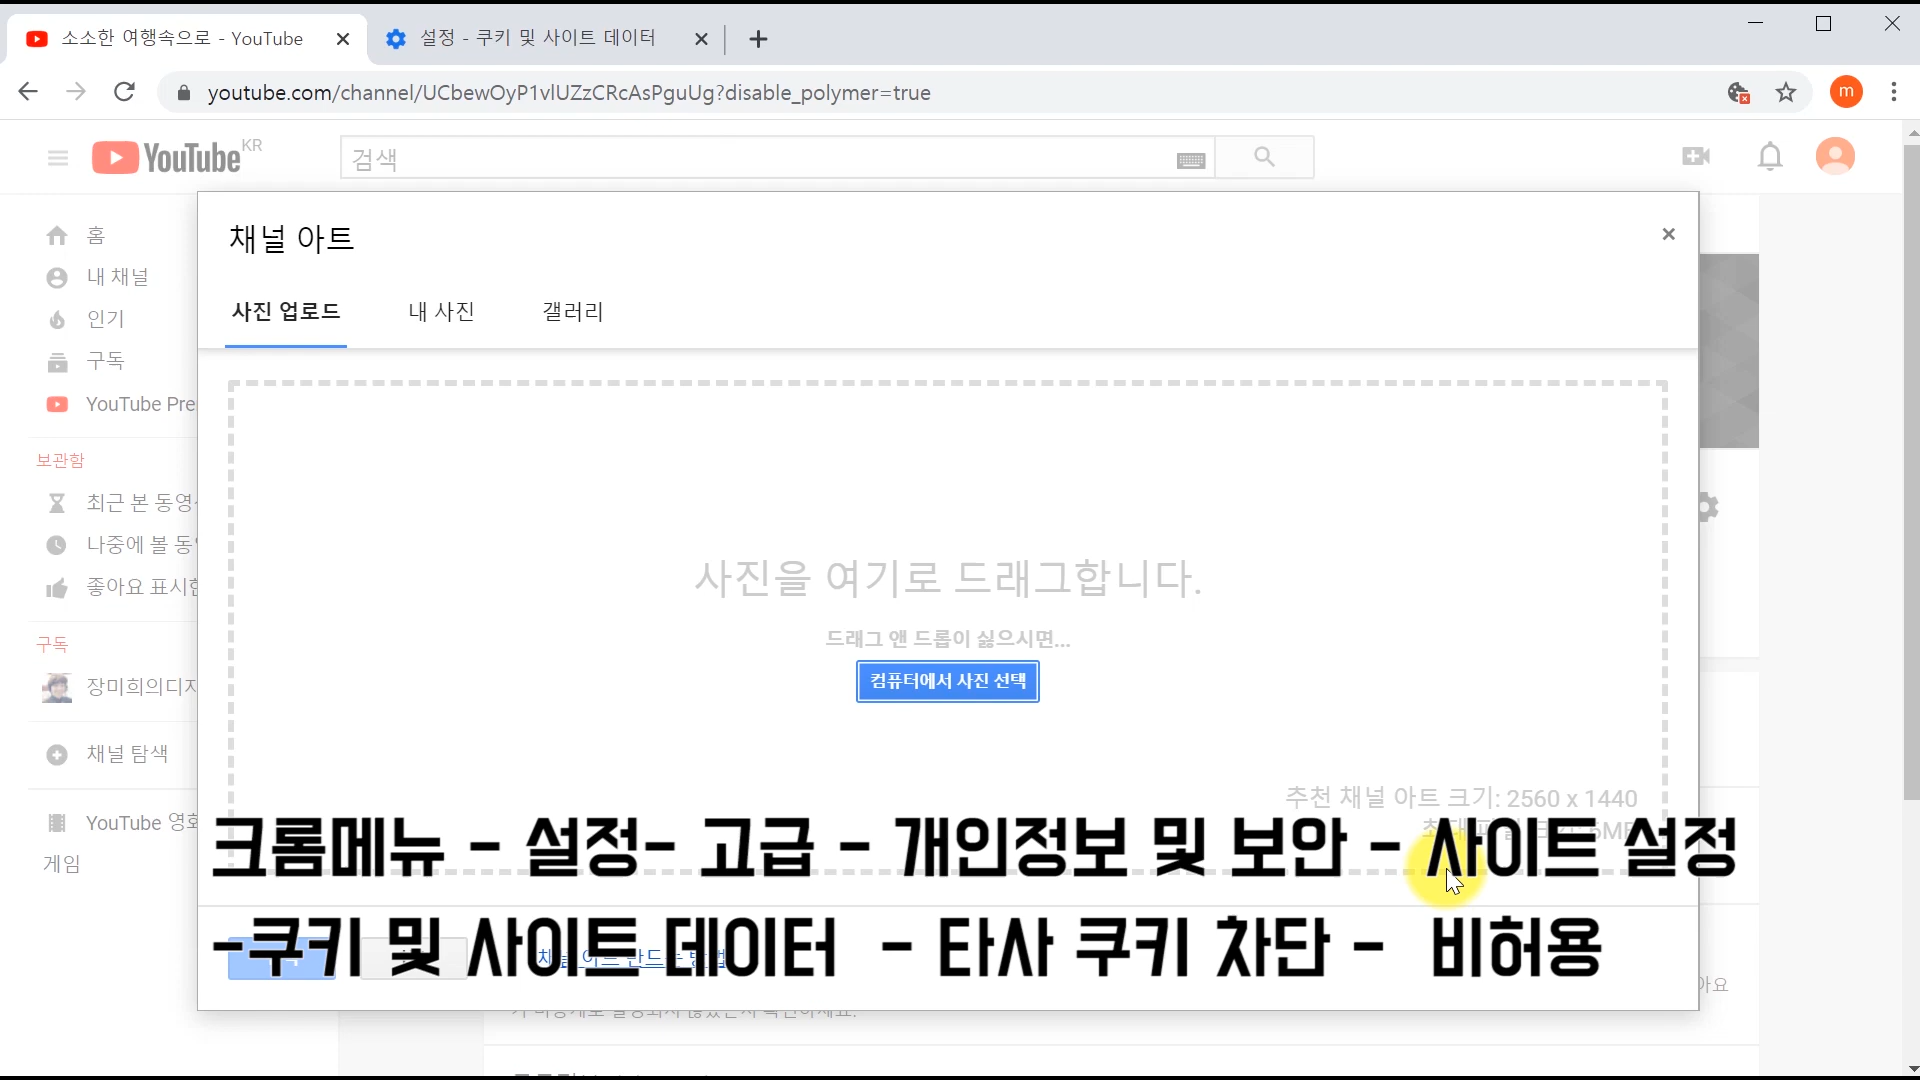 소소한 여행속으로 - YouTube
설정 - 쿠키 및 사이트 데이터
youtube.com/channel/UCbewOyP1vlUZzCRcAsPguUg?disable_polymer=true
m
YouTube KR
검색
채널 아트
홈
내 채널
사진 업로드
내 사진
갤러리
인기
구독
YouTube Pre
보관함
최근 본 동영
나중에 볼 동
사진을 여기로 드래그합니다.
좋아요 표시한
드래그 앤 드롭이 싫으시면...
구독
컴퓨터에서 사진 선택
장미희의디지
채널 탐색
추천 채널 아트 크기: 2560 x 1440
YouTube 영화
크롬메뉴 - 설정- 고급 - 개인정보 및 보안 - 사이트 설정
게임
-쿠키 및 사이트 데이터 - 타사 쿠키 차단 - 비허용
아요